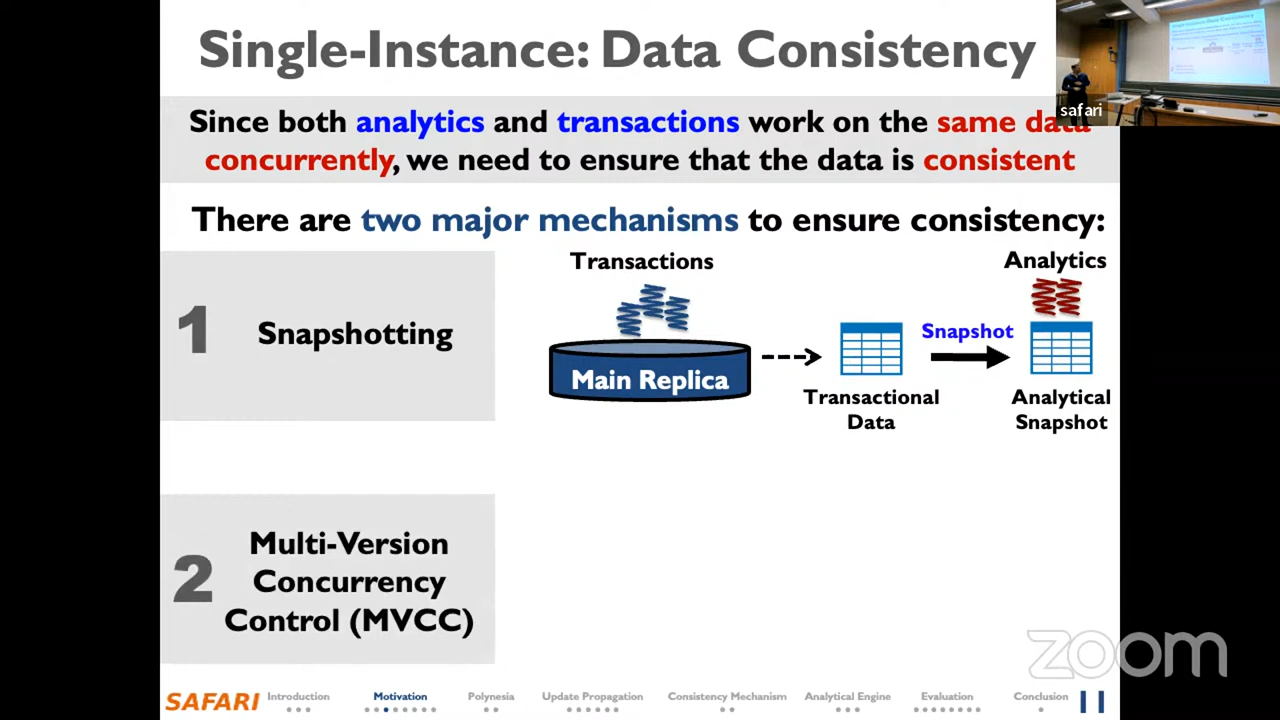 Single-Instance: Data Consistency
Since both analytics and transactions work on the same data
concurrently, we need to ensure that the data is consistent
safari
There are two major mechanisms to ensure consistency:
1
Snapshotting
Transactions
Main Replica
Transactional
Data
Snapshot
Analytics
Analytical
Snapshot
2
Multi-Version
Concurrency
Control (MVCC)
zoom
SAFARI
Introduction
Motivation
Polynesia
Update Propagation
Consistency Mechanism
Analytical Engine
Evaluation
Conclusion
11